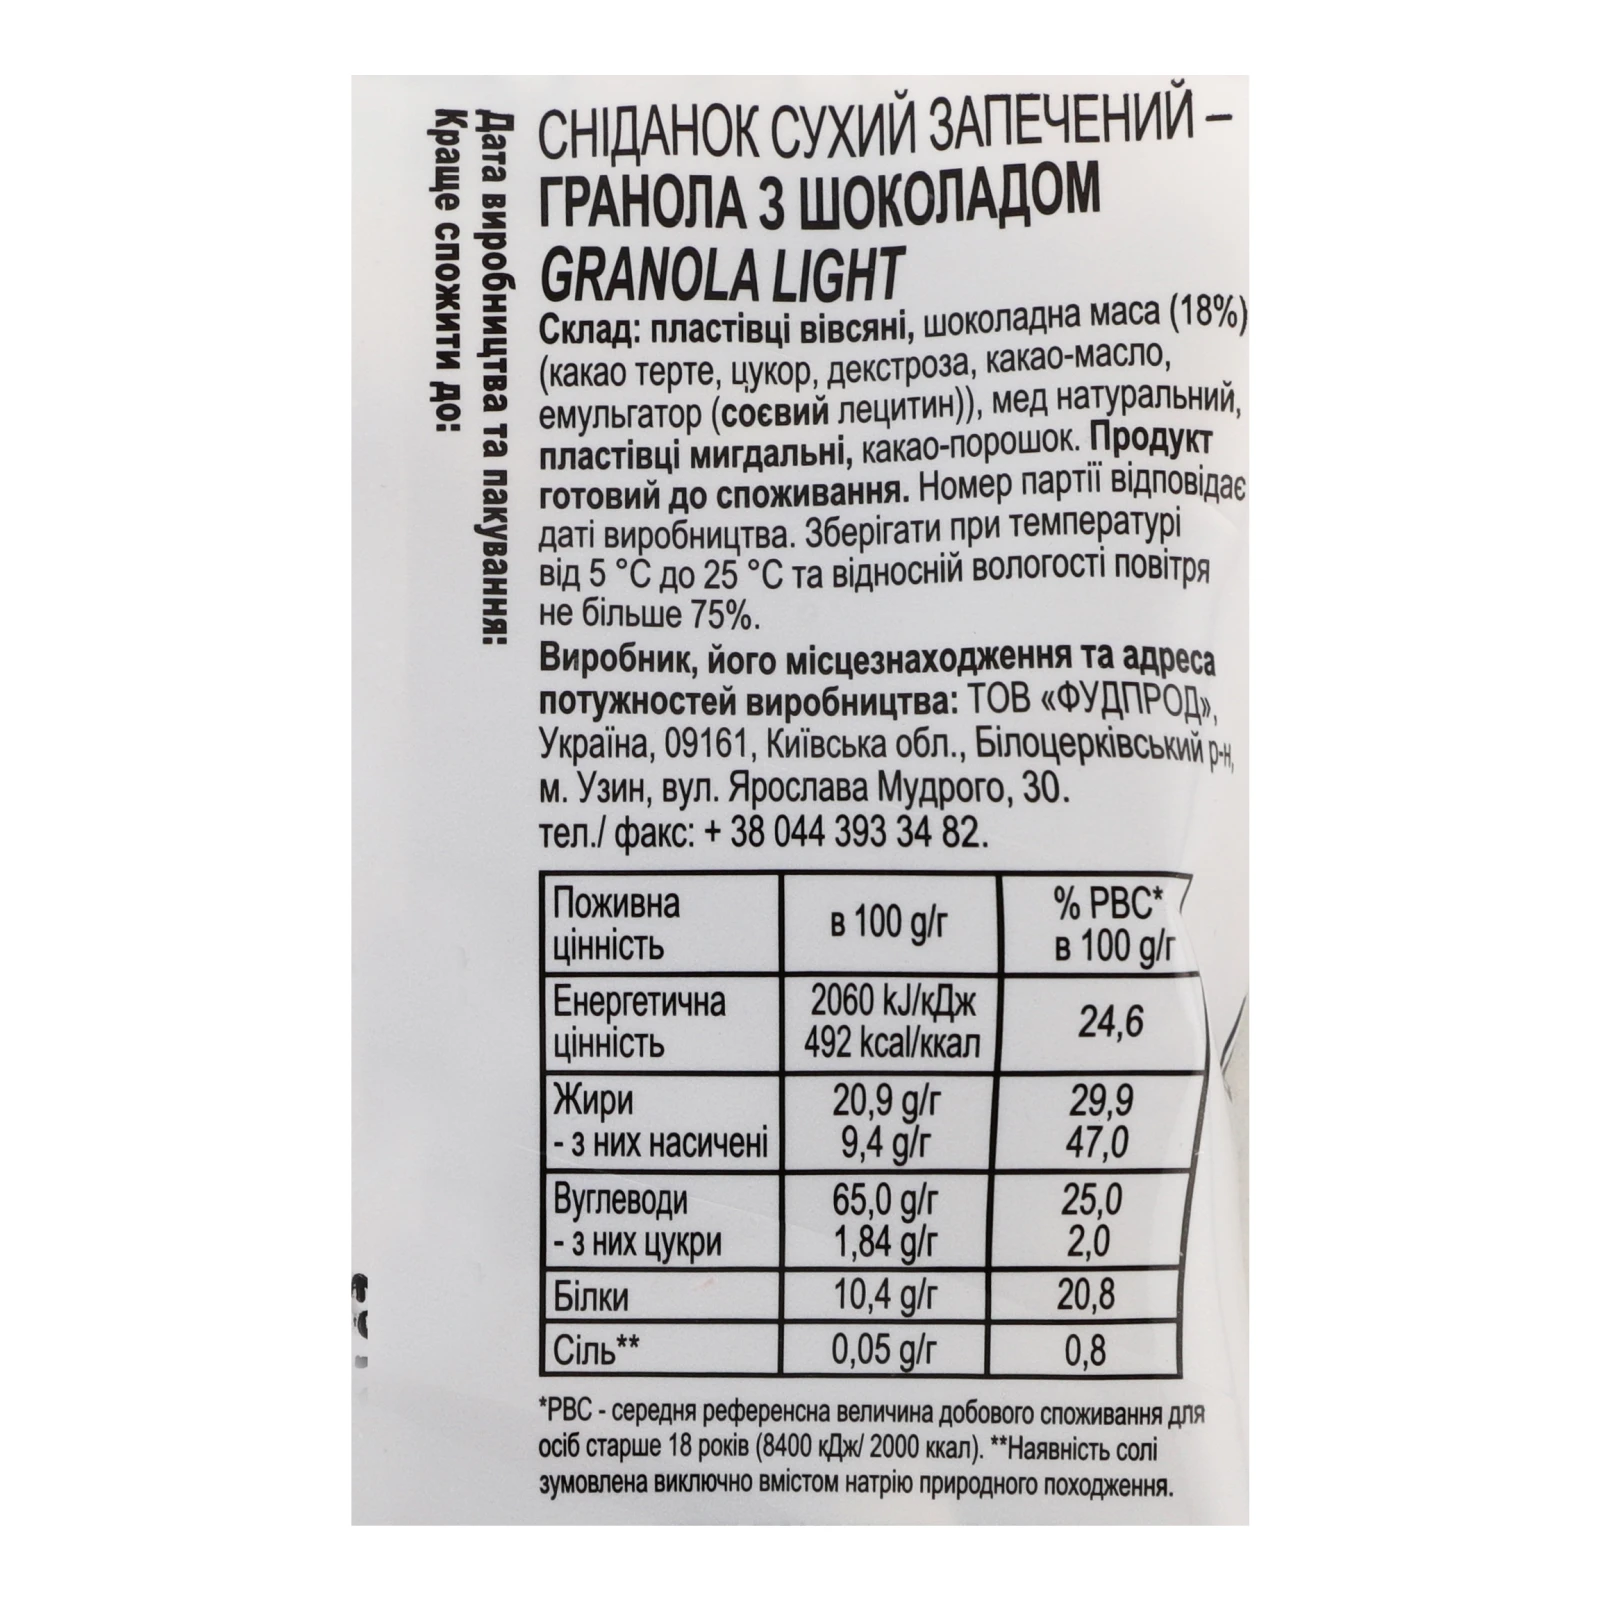 Дата виробництва та пакування:
Краще спожити до:
СНІДАНОК СУХИЙ ЗАПЕЧЕНИЙ –
ГРАНОЛА З ШОКОЛАДОМ
GRANOLA LIGHT
Склад: пластівці вівсяні, шоколадна маса (18%)
(какао терте, цукор, декстроза, какао-масло,
емульгатор (соєвий лецитин)), мед натуральний,
пластівці мигдальні, какао-порошок. Продукт
готовий до споживання. Номер партії відповідає
даті виробництва. Зберігати при температурі
від 5 °C до 25 °C та відносній вологості повітря
не більше 75%.
Виробник, його місцезнаходження та адреса
потужностей виробництва: ТОВ «ФУДПРОД»,
Україна, 09161, Київська обл., Білоцерківський р-н,
м. Узин, вул. Ярослава Мудрого, 30.
тел./ факс: + 38 044 393 34 82.
Поживна цінність в 100 g/г % РВС* в 100 g/г
Енергетична цінність 2060 kJ/кДж 492 kcal/ккал 24,6
Жири 20,9 g/г 29,9
- з них насичені 9,4 g/г 47,0
Вуглеводи 65,0 g/г 25,0
- з них цукри 1,84 g/г 2,0
Білки 10,4 g/г 20,8
Сіль** 0,05 g/г 0,8
*РВС - середня референсна величина добового споживання для
осіб старше 18 років (8400 кДж/ 2000 ккал). **Наявність солі
зумовлена виключно вмістом натрію природного походження.